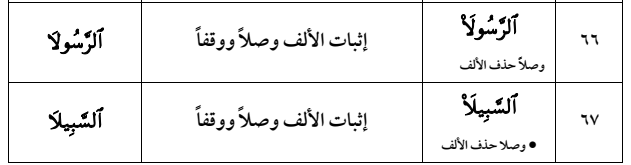 ٦٦ ٱلرَّسُولَا۠ إثبات الألف وصلاً ووقفاً ٱلرَّسُولَا
وصلاً حذف الألف
٦٧ ٱلسَّبِيلَا۠ إثبات الألف وصلاً ووقفاً ٱلسَّبِيلَا
• وصلا حذف الألف